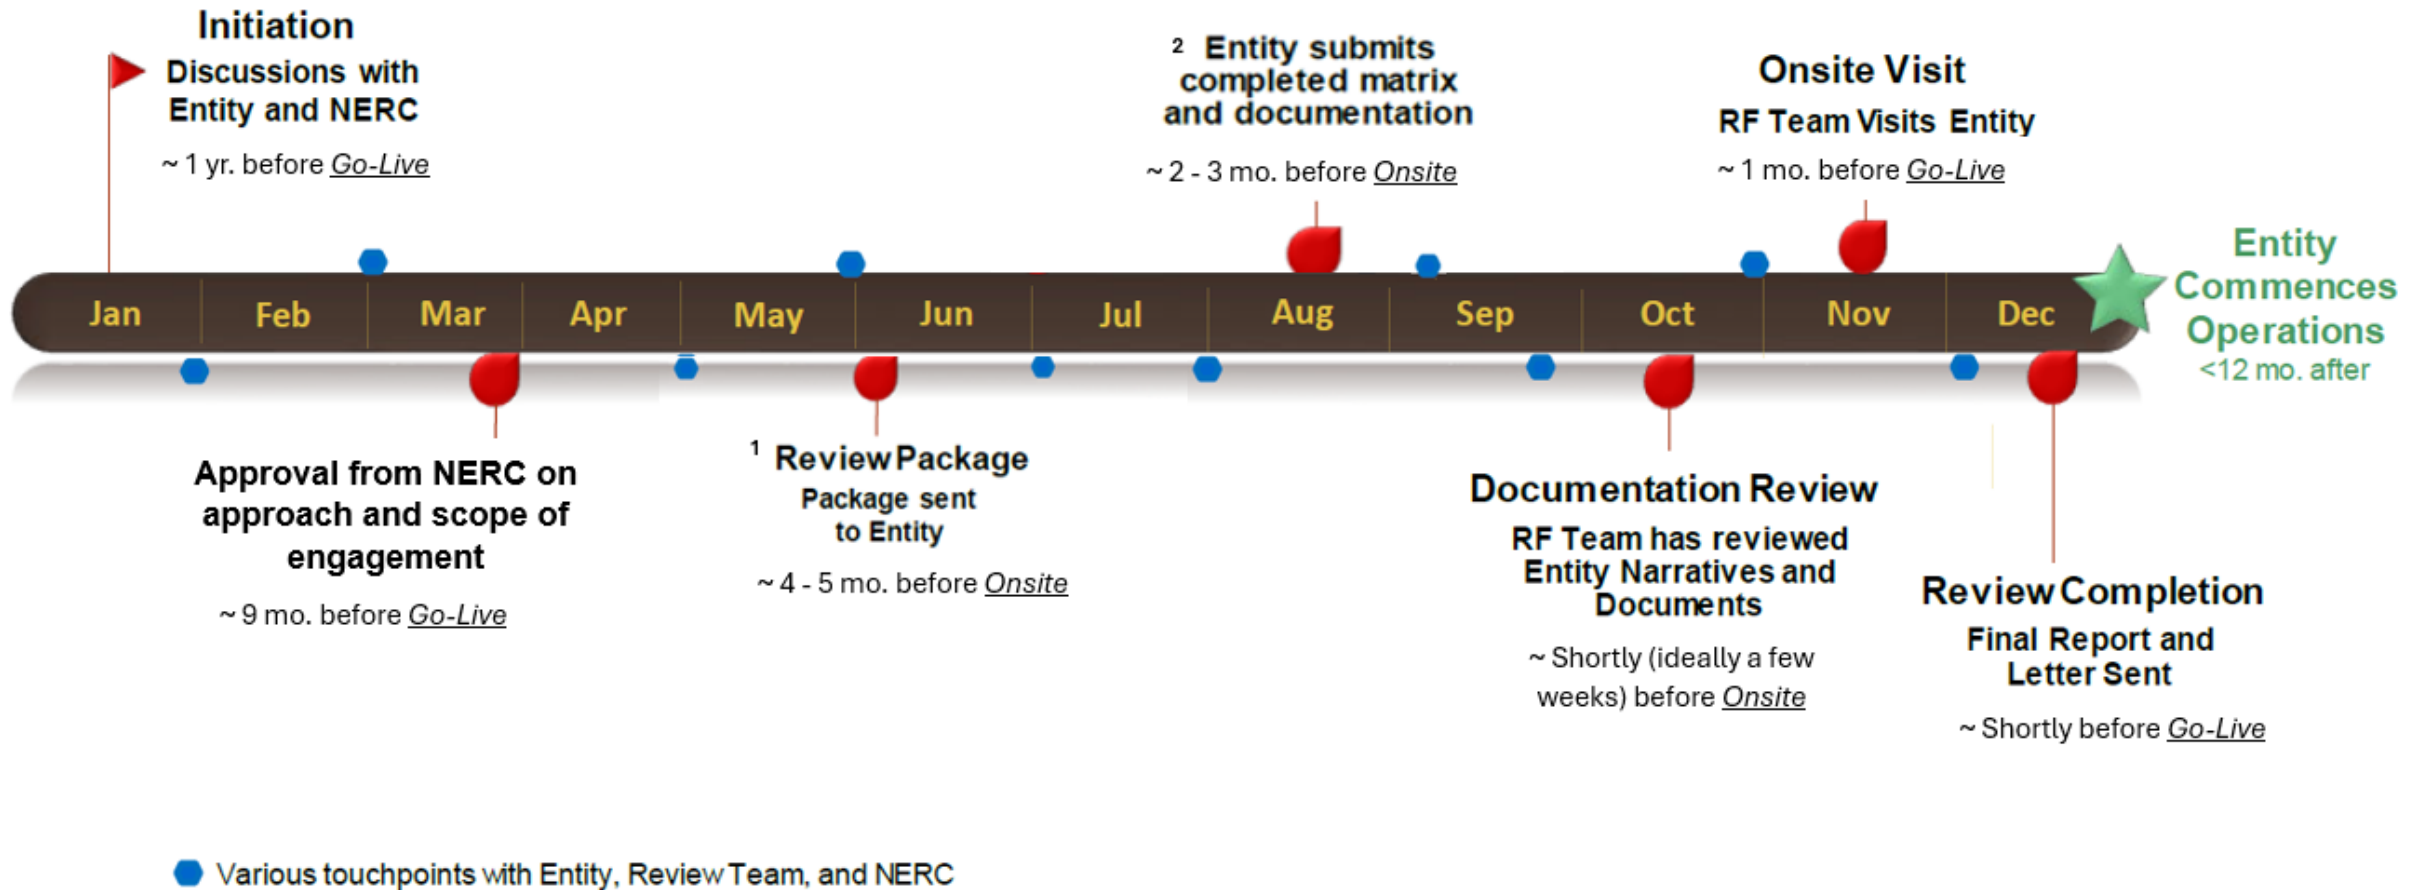 Initiation
Discussions with
Entity and NERC
~ 1 yr. before Go-Live
2 Entity submits
completed matrix
and documentation
~ 2 - 3 mo. before Onsite
Onsite Visit
RF Team Visits Entity
~ 1 mo. before Go-Live
Jan Feb Mar Apr May Jun Jul Aug Sep Oct Nov Dec
Entity
Commences
Operations
<12 mo. after
Approval from NERC on
approach and scope of
engagement
~ 9 mo. before Go-Live
1 Review Package
Package sent
to Entity
~ 4 - 5 mo. before Onsite
Documentation Review
RF Team has reviewed
Entity Narratives and
Documents
~ Shortly (ideally a few
weeks) before Onsite
Review Completion
Final Report and
Letter Sent
~ Shortly before Go-Live
Various touchpoints with Entity, Review Team, and NERC